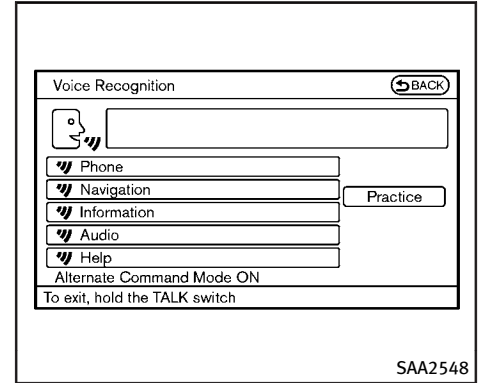 Voice Recognition BACK
Phone
Navigation
Practice
Information
Audio
Help
Alternate Command Mode ON
To exit, hold the TALK switch
SAA2548